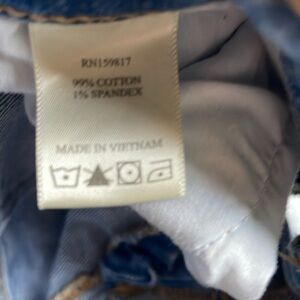 RN159817
99% COTTON
1% SPANDEX
MADE IN VIETNAM